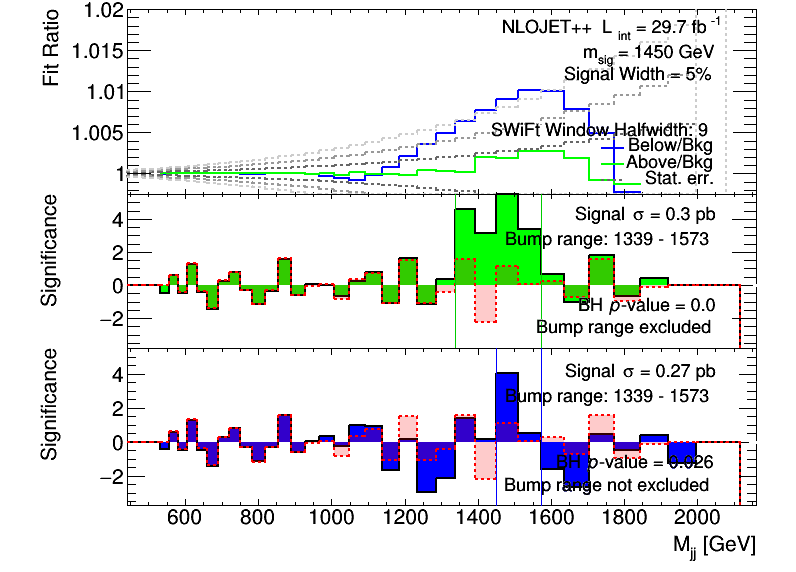 1.02
NLOJET++ L int = 29.7 fb -1
Fit Ratio
m sig = 1450 GeV
1.015
Signal Width = 5%
1.01
1.005
SWiFt Window Halfwidth: 9
Below/Bkg
Above/Bkg
1
Stat. err.
Significance
4
Signal σ = 0.3 pb
2
Bump range: 1339 - 1573
0
BH p-value = 0.0
−2
Bump range excluded
Significance
4
Signal σ = 0.27 pb
2
Bump range: 1339 - 1573
0
BH p-value = 0.026
−2
Bump range not excluded
600 800 1000 1200 1400 1600 1800 2000
M jj [GeV]